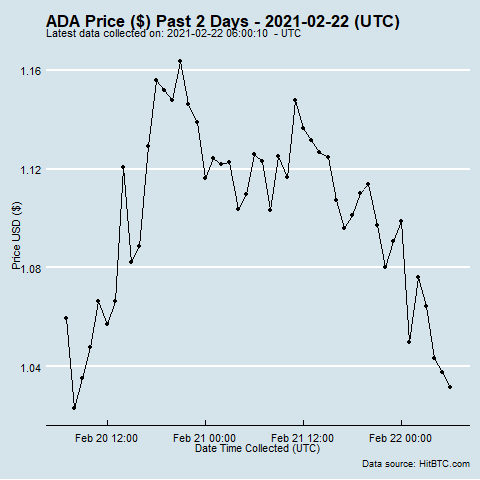 ADA Price ($) Past 2 Days - 2021-02-22 (UTC)
Latest data collected on: 2021-02-22 06:00:10 - UTC
1.16
1.12
1.08
1.04
Price USD ($)
Feb 20 12:00 Feb 21 00:00 Feb 21 12:00 Feb 22 00:00
Date Time Collected (UTC)
Data source: HitBTC.com